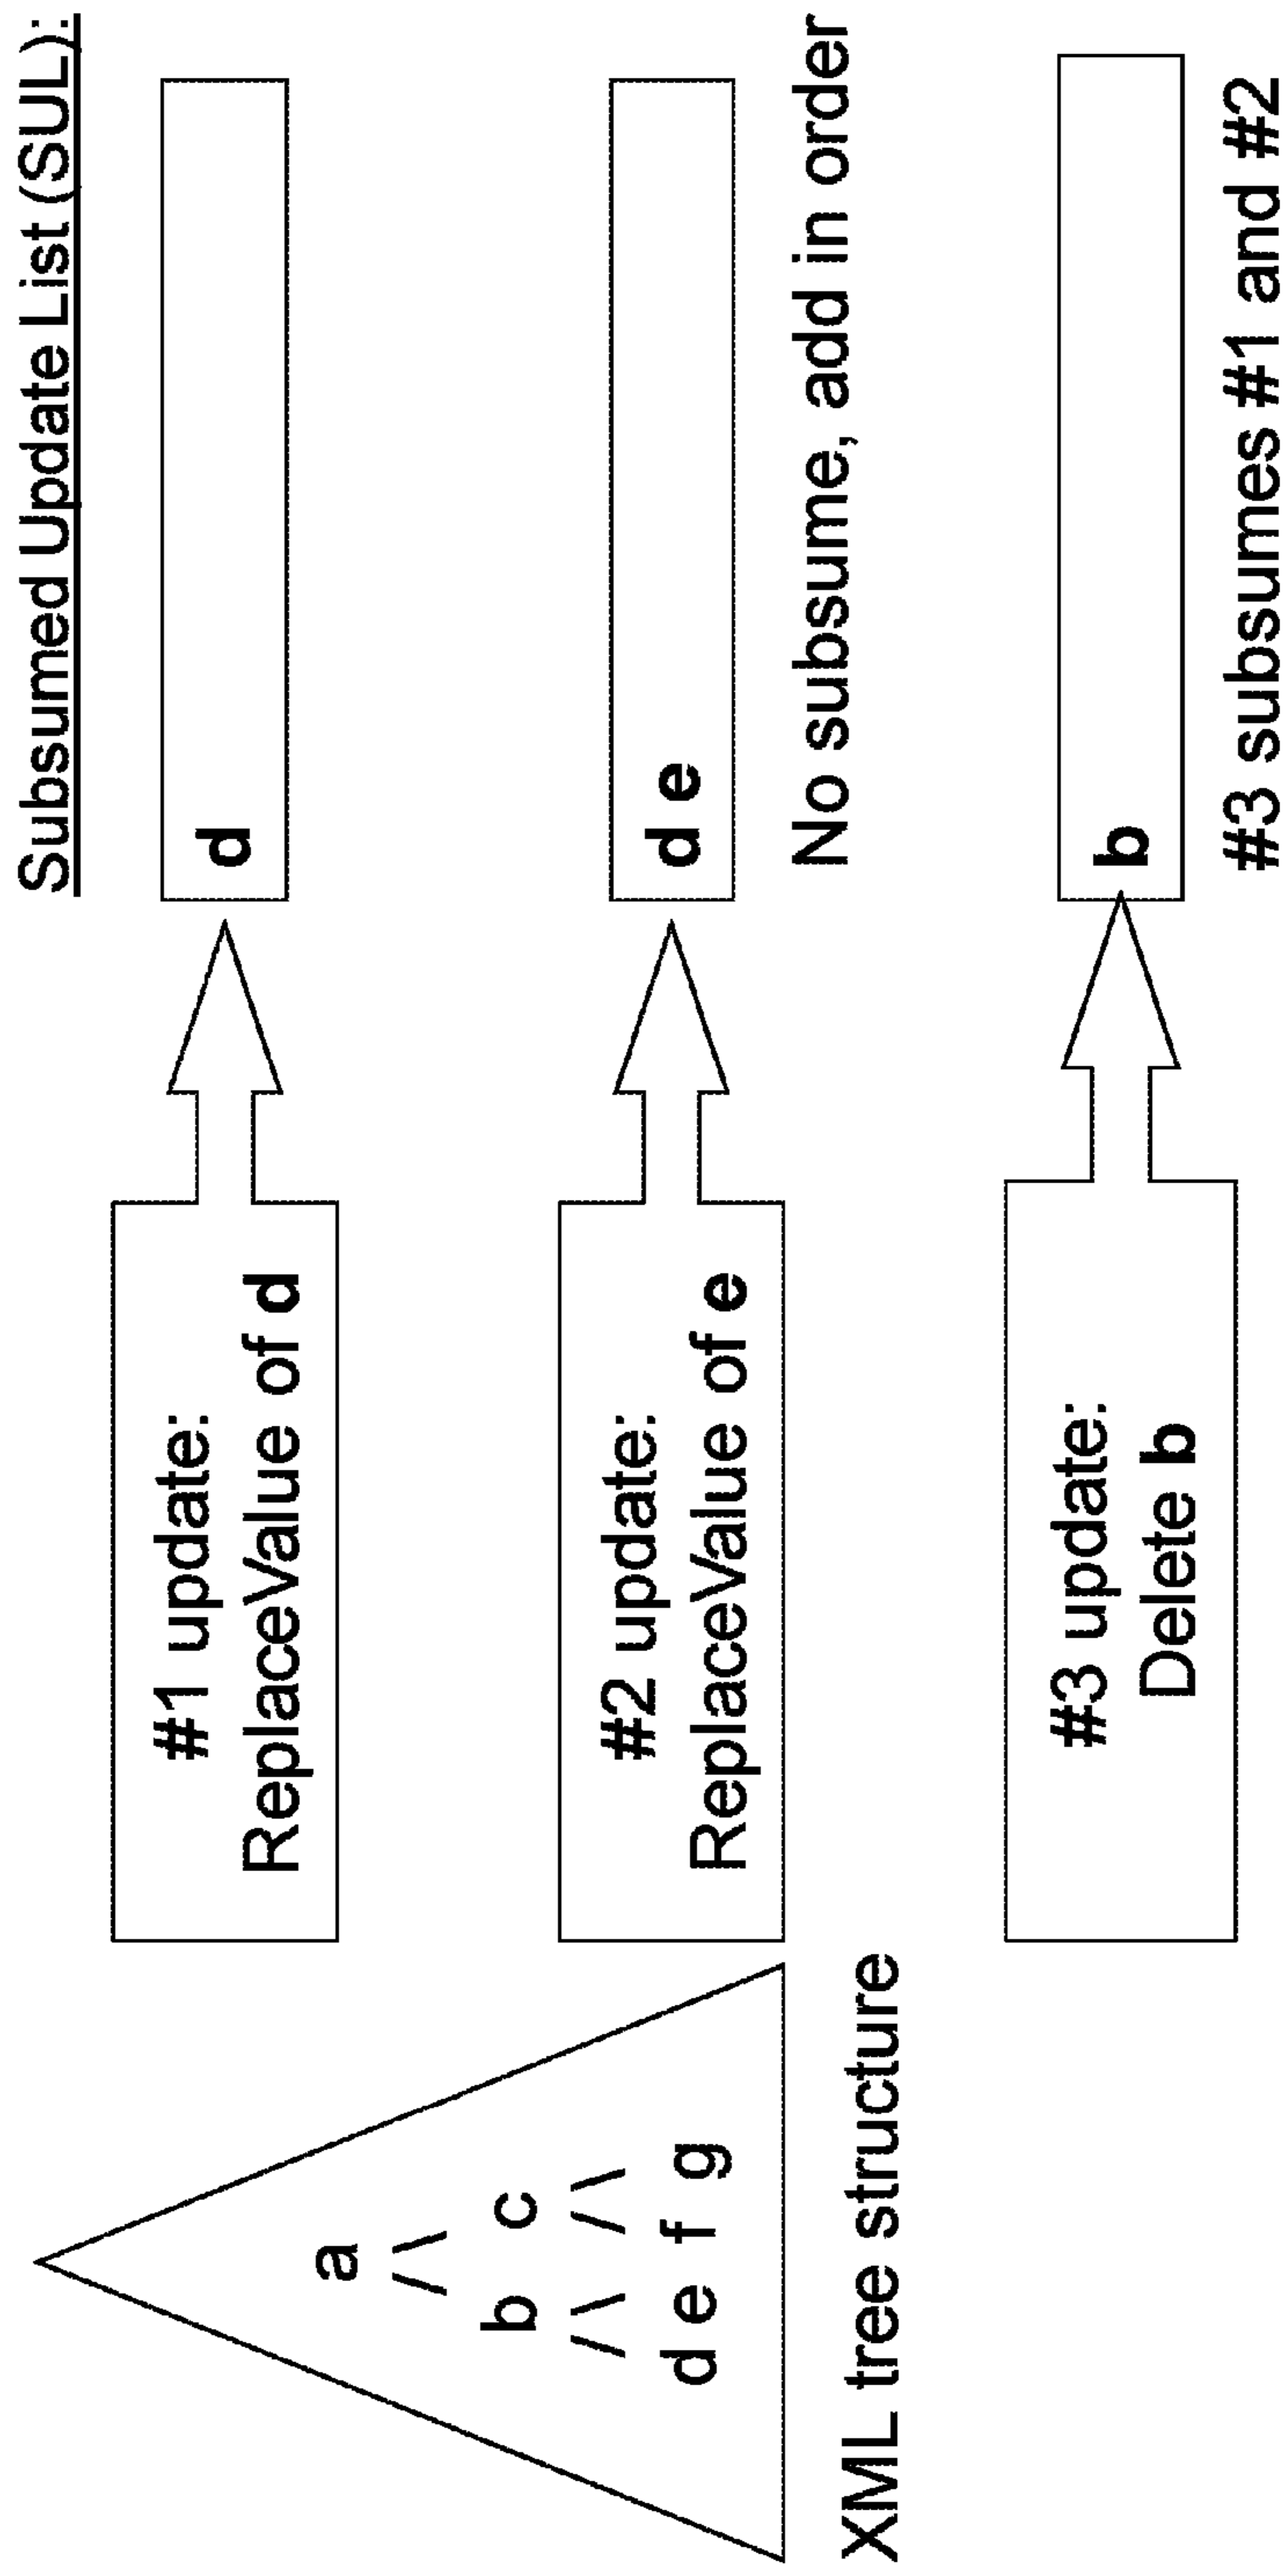 Subsumed Update List (SUL):
a
/ \
b c
/ \ / \
d e f g
XML tree structure
#1 update:
ReplaceValue of d
d
#2 update:
ReplaceValue of e
d e
No subsume, add in order
#3 update:
Delete b
b
#3 subsumes #1 and #2